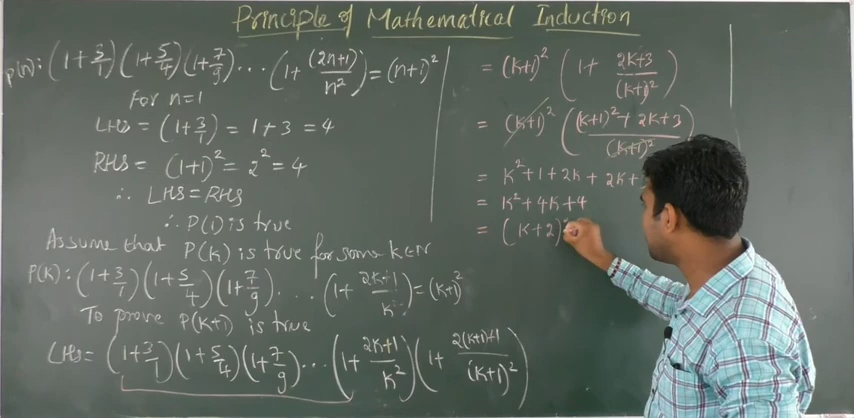 Principle of Mathematical Induction
P(n): (1+3/1)(1+5/4)(1+7/9)...(1+(2n+1)/n²)=(n+1)²
For n=1
LHS = (1+3/1) = 1+3 = 4
RHS = (1+1)² = 2² = 4
∴ LHS = RHS
∴ P(1) is true
Assume that P(K) is true for some K∈N
P(K): (1+3/1)(1+5/4)(1+7/9)...(1+(2K+1)/K²)=(K+1)²
To prove P(K+1) is true
LHS = (1+3/1)(1+5/4)(1+7/9)...(1+(2K+1)/K²)(1+(2(K+1)+1)/(K+1)²)
= (K+1)² (1+(2K+3)/(K+1)²)
= (K+1)² (((K+1)²+2K+3)/(K+1)²)
= K²+1+2K+2K+
= K²+4K+4
= (K+2)